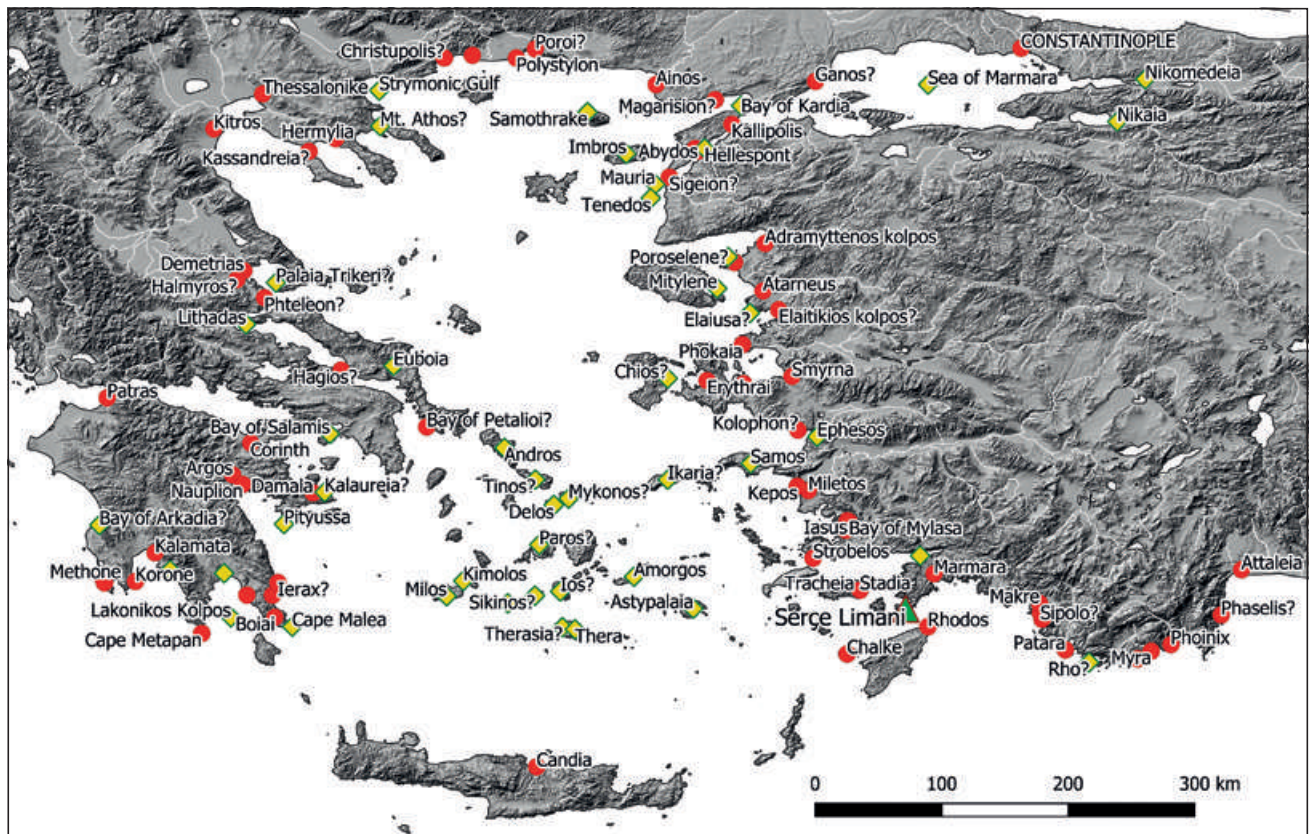 Poroi?
Christupolis?
CONSTANTINOPLE
Polystylon
Ainos
Ganos?
Nikomedeia
Thessalonike
Strymonic Gulf
Sea of Marmara
Magarision?
Bay of Kardia
Samothrake
Mt. Athos?
Kitros
Hermylia
Kallipolis
Nikaia
Kassandreia?
Imbros
Abydos
Hellespont
Mauria
Sigeion?
Tenedos
Adramyttenos kolpos
Poroselene?
Demetrias
Halmyros?
Palaia Trikeri?
Mitylene
Atarneus
Phteleon?
Elaiusa?
Elaitikios kolpos?
Lithadas
Phokaia
Euboia
Hagios?
Chios?
Erythrai
Smyrna
Patras
Bay of Salamis
Bay of Petalioi?
Kolophon?
Ephesos
Corinth
Andros
Samos
Argos
Ikaria?
Nauplion
Damala
Kalaureia?
Tinos?
Mykonos?
Kepos
Miletos
Delos
Bay of Arkadia?
Pityussa
Iasus
Bay of Mylasa
Kalamata
Paros?
Strobelos
Attaleia
Methone
Korone
Ierax?
Kimolos
Amorgos
Marmara
Milos
Ios?
Tracheia
Stadia
Makre
Sikinos?
Astypalaia
Lakonikos Kolpos
Boiai
Cape Malea
Serçe Limanı
Sipolo?
Phaselis?
Therasia?
Thera
Rhodos
Cape Metapan
Chalke
Patara
Phoinix
Rho?
Myra
Candia
0 100 200 300 km